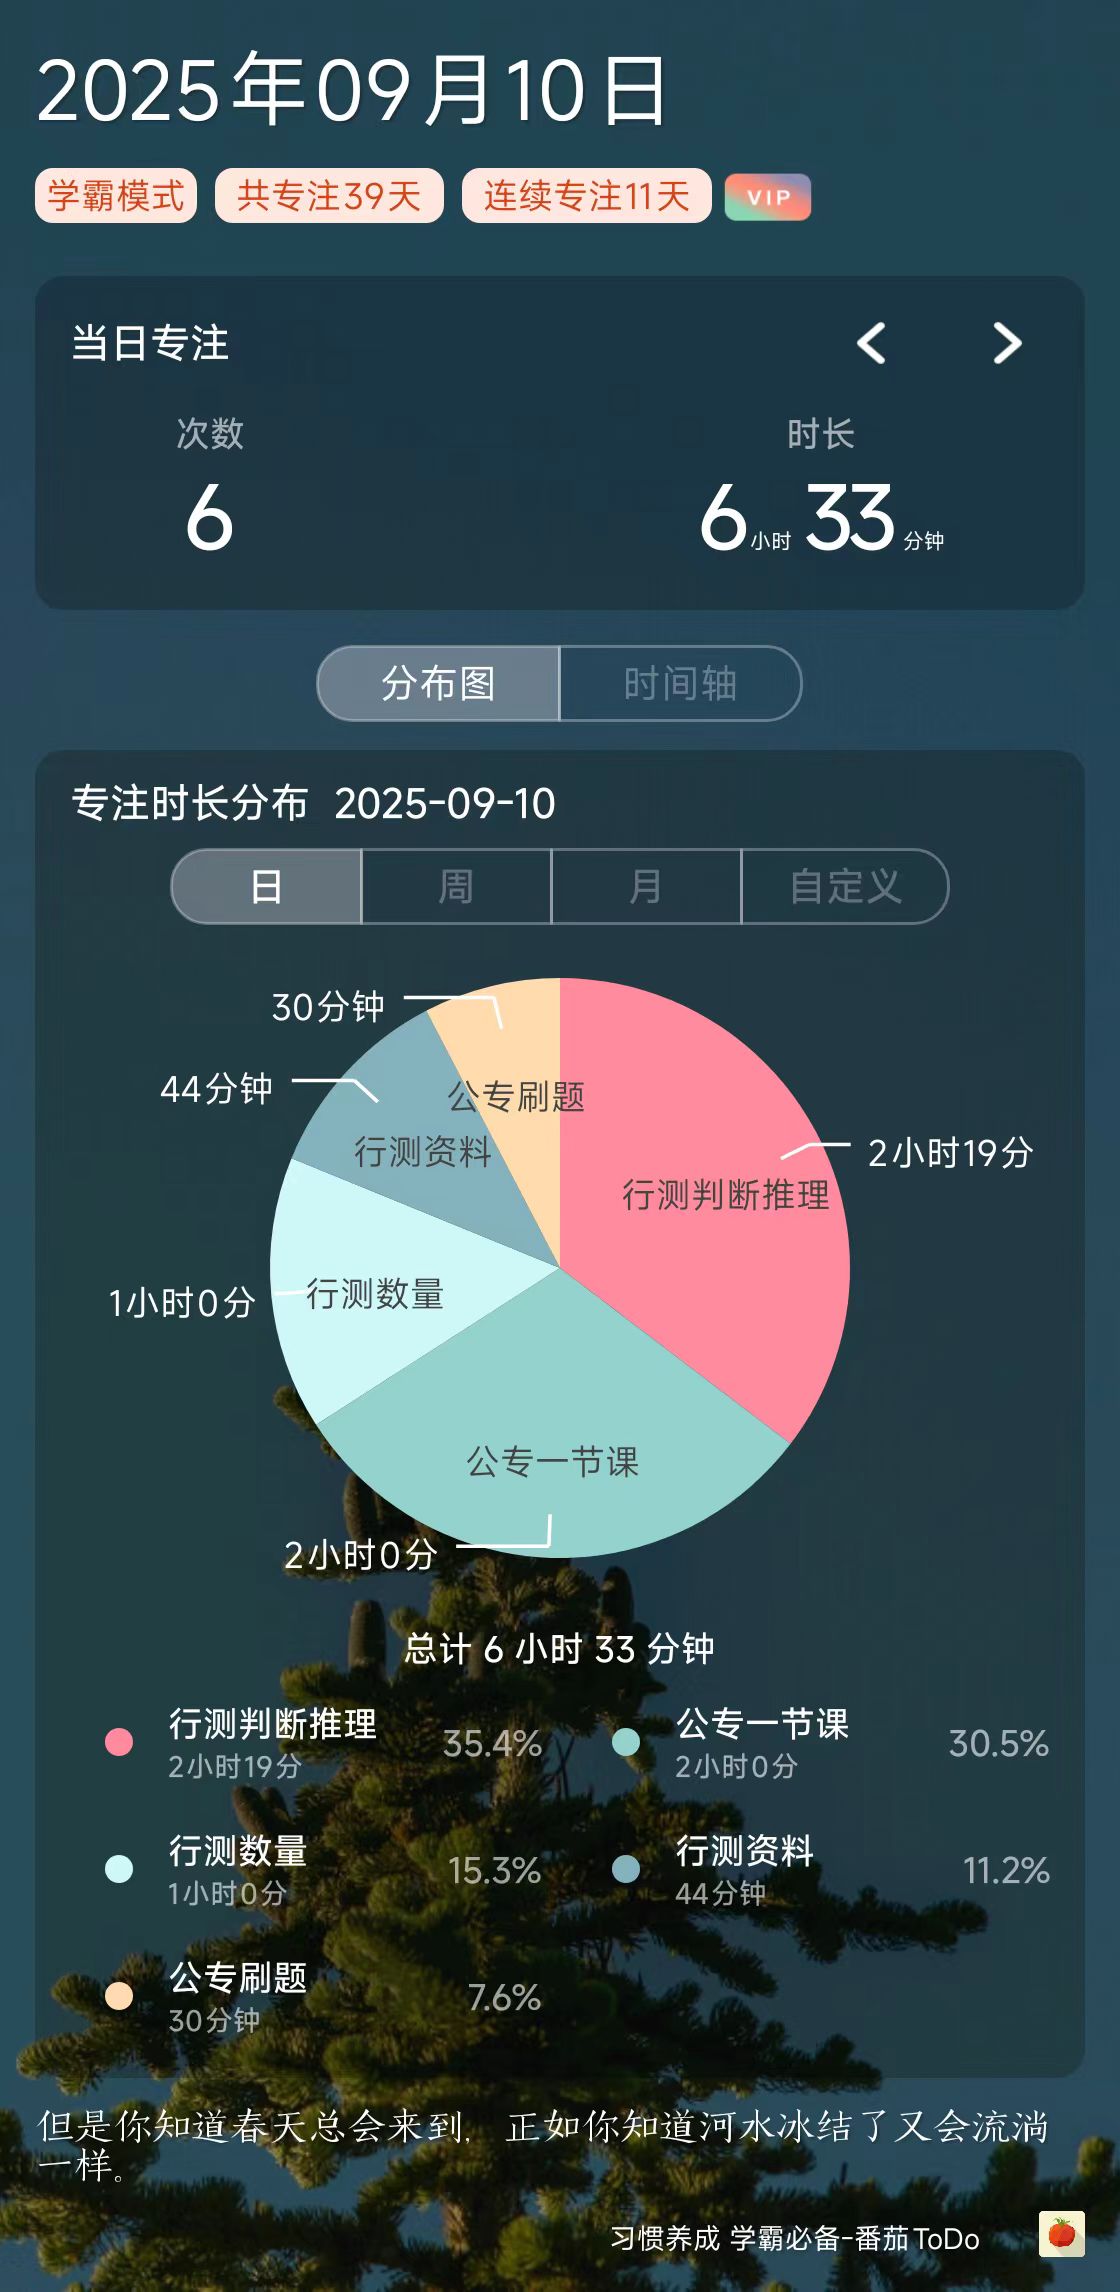 2025年09月10日
学霸模式 共专注39天 连续专注11天 VIP
当日专注
次数 时长
6 6小时 33分钟
分布图 时间轴
专注时长分布 2025-09-10
日 周 月 自定义
30分钟
44分钟
公专刷题
行测资料
2小时19分
行测判断推理
1小时0分
行测数量
公专一节课
2小时0分
总计 6 小时 33 分钟
行测判断推理 35.4% 公专一节课 30.5%
2小时19分 2小时0分
行测数量 15.3% 行测资料 11.2%
1小时0分 44分钟
公专刷题 7.6%
30分钟
但是你知道春天总会来到， 正如你知道河水冰结了又会流淌
一样。
习惯养成 学霸必备-番茄ToDo